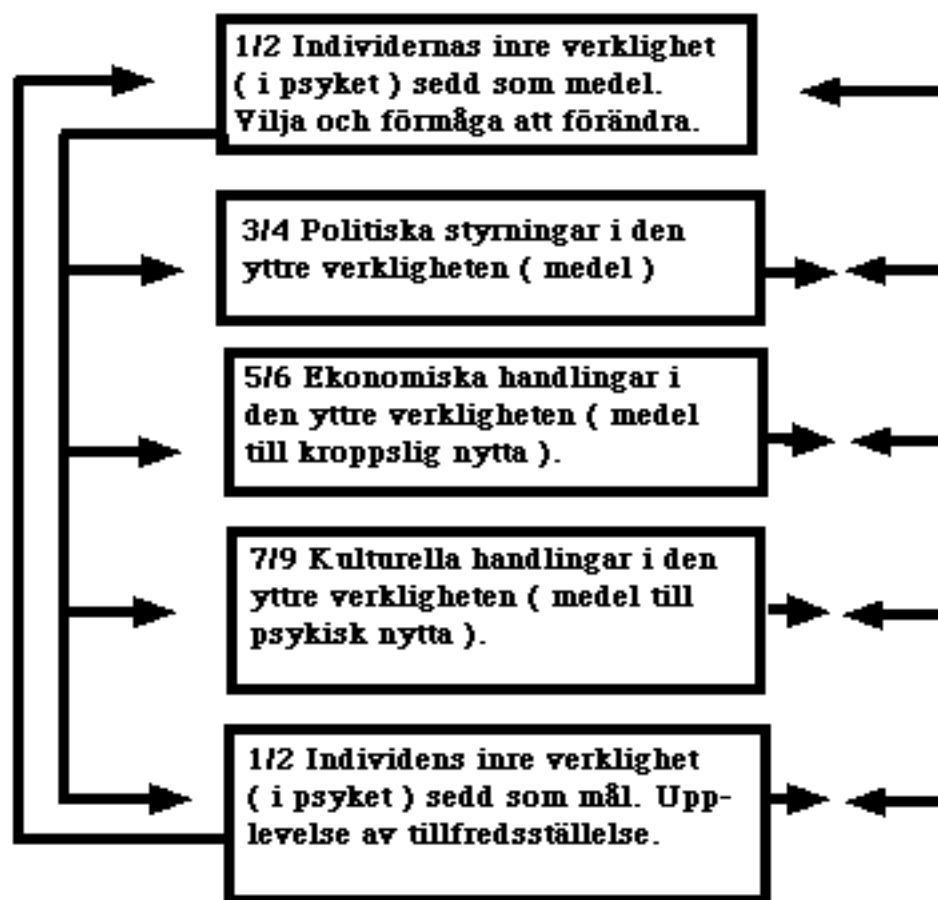 1/2 Individernas inre verklighet
( i psyket ) sedd som medel.
Vilja och förmåga att förändra.
3/4 Politiska styrningar i den
yttre verkligheten ( medel )
5/6 Ekonomiska handlingar i
den yttre verkligheten ( medel
till kroppslig nytta ).
7/9 Kulturella handlingar i den
yttre verkligheten ( medel till
psykisk nytta ).
1/2 Individens inre verklighet
( i psyket ) sedd som mål. Upp-
levelse av tillfredsställelse.